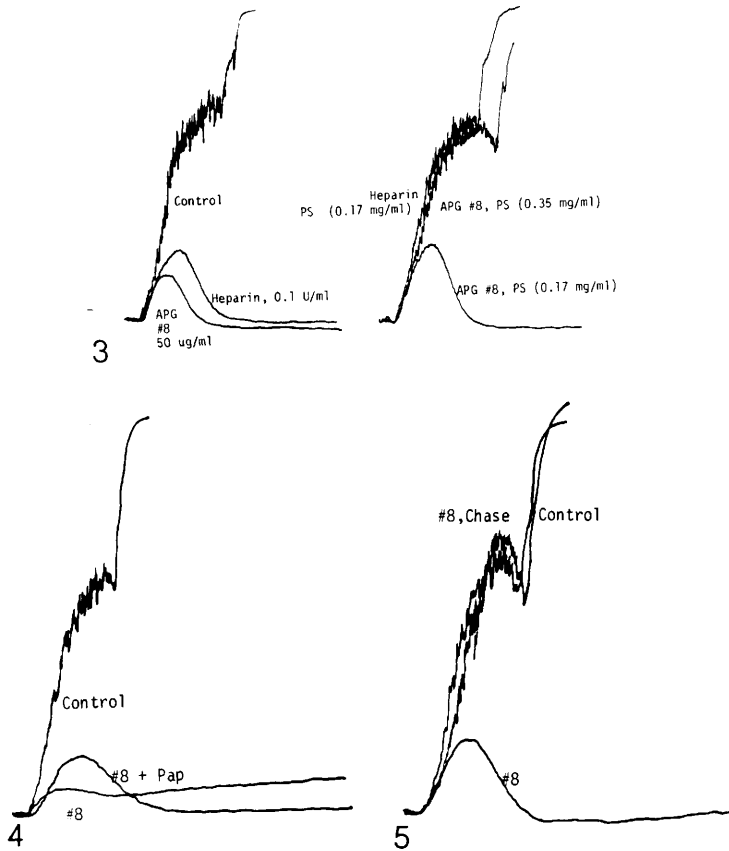 Control
Heparin, 0.1 U/ml
APG
#8
50 ug/ml
3
Heparin
PS (0.17 mg/ml)
APG #8, PS (0.35 mg/ml)
APG #8, PS (0.17 mg/ml)
Control
#8 + Pap
#8
4
#8,Chase
Control
#8
5